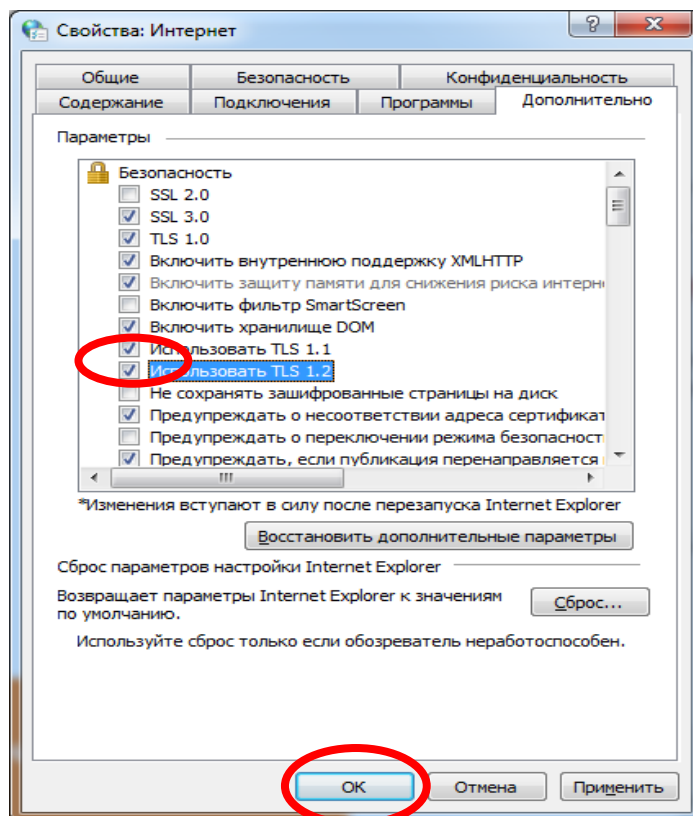 Свойства: Интернет
Общие Безопасность Конфиденциальность
Содержание Подключения Программы Дополнительно
Параметры
Безопасность
SSL 2.0
SSL 3.0
TLS 1.0
Включить внутреннюю поддержку XMLHTTP
Включить защиту памяти для снижения риска интерн
Включить фильтр SmartScreen
Включить хранилище DOM
Использовать TLS 1.1
Использовать TLS 1.2
Не сохранять зашифрованные страницы на диск
Предупреждать о несоответствии адреса сертификат
Предупреждать о переключении режима безопасност
Предупреждать, если публикация перенаправляется
*Изменения вступают в силу после перезапуска Internet Explorer
Восстановить дополнительные параметры
Сброс параметров настройки Internet Explorer
Возвращает параметры Internet Explorer к значениям
по умолчанию.
Сброс...
Используйте сброс только если обозреватель неработоспособен.
ОК Отмена Применить